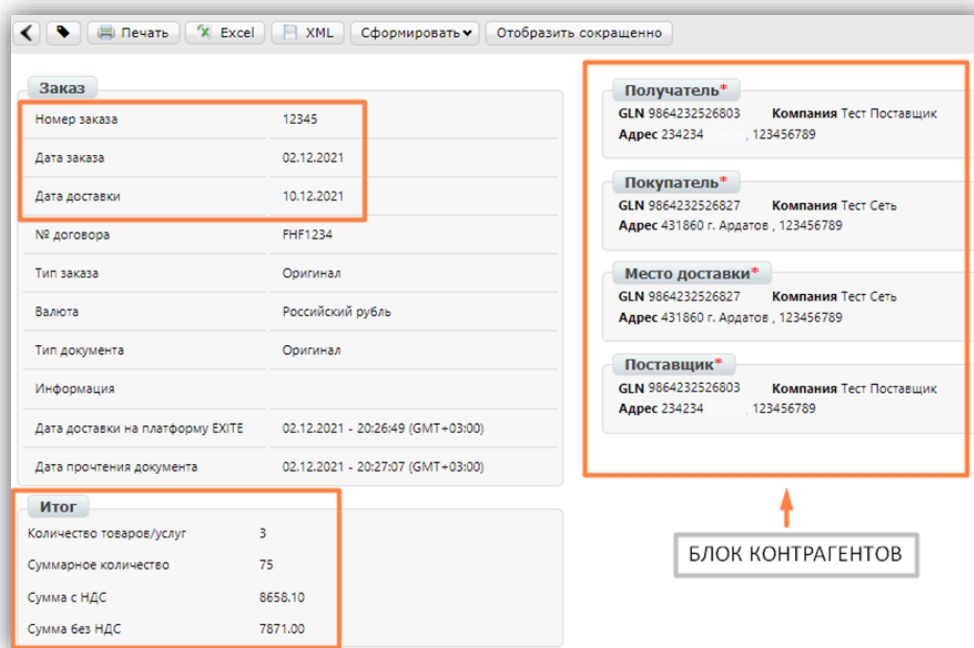 Печать Excel XML Сформировать Отобразить сокращенно
Заказ
Номер заказа 12345
Дата заказа 02.12.2021
Дата доставки 10.12.2021
№ договора FHF1234
Тип заказа Оригинал
Валюта Российский рубль
Тип документа Оригинал
Информация
Дата доставки на платформу EXITE 02.12.2021 - 20:26:49 (GMT+03:00)
Дата прочтения документа 02.12.2021 - 20:27:07 (GMT+03:00)
Итог
Количество товаров/услуг 3
Суммарное количество 75
Сумма с НДС 8658.10
Сумма без НДС 7871.00
Получатель*
GLN 9864232526803 Компания Тест Поставщик
Адрес 234234 , 123456789
Покупатель*
GLN 9864232526827 Компания Тест Сеть
Адрес 431860 г. Ардатов , 123456789
Место доставки*
GLN 9864232526827 Компания Тест Сеть
Адрес 431860 г. Ардатов , 123456789
Поставщик*
GLN 9864232526803 Компания Тест Поставщик
Адрес 234234 , 123456789
БЛОК КОНТРАГЕНТОВ